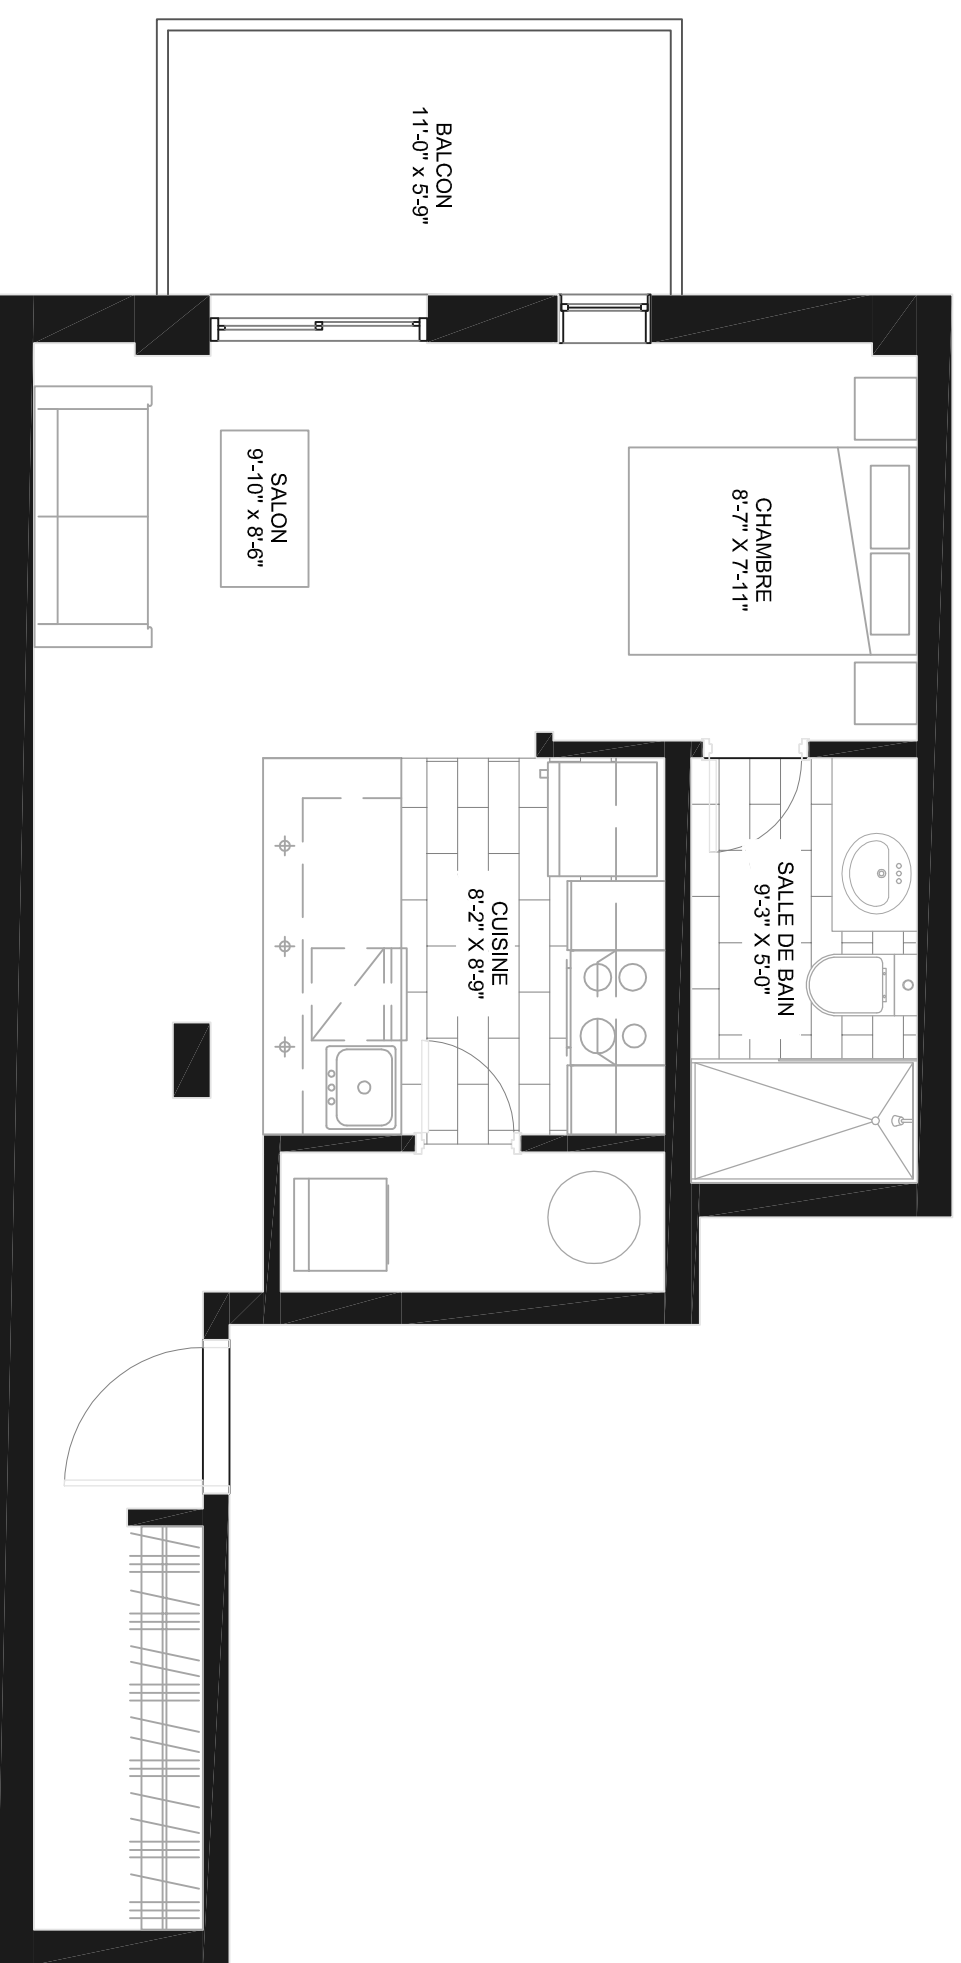 BALCON
11'-0" x 5'-9"
SALON
9'-10" x 8'-6"
CHAMBRE
8'-7" X 7'-11"
CUISINE
8'-2" X 8'-9"
SALLE DE BAIN
9'-3" X 5'-0"